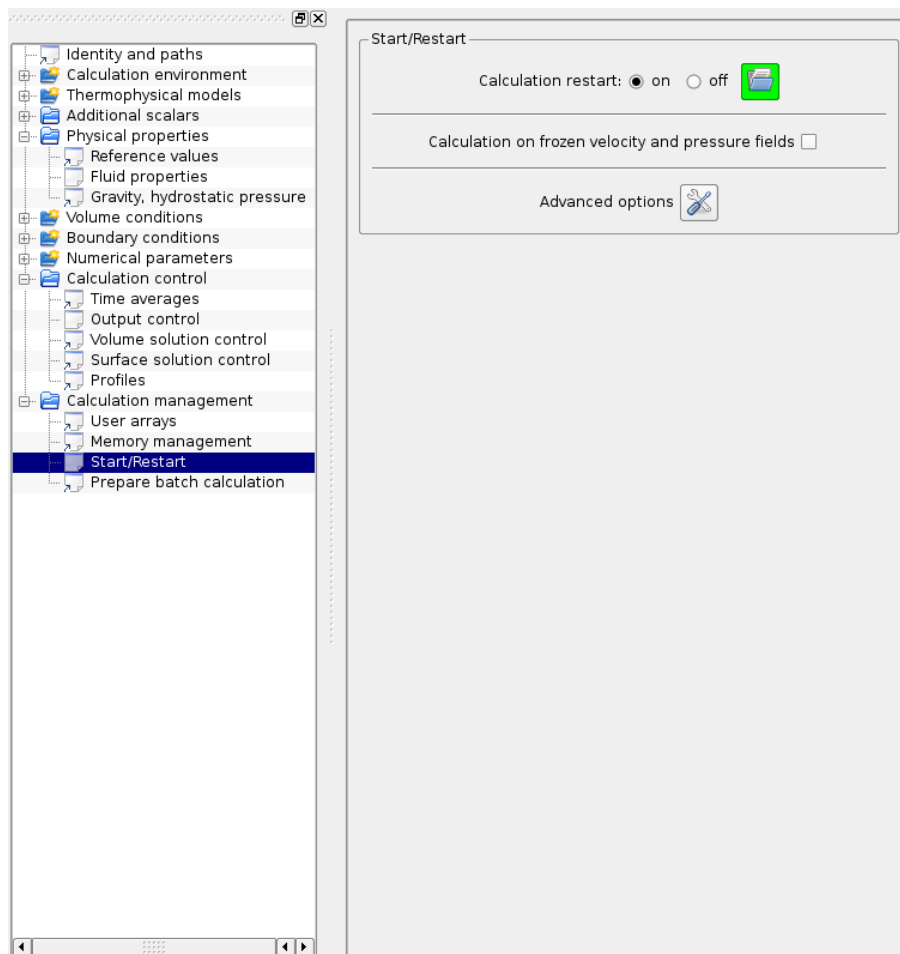 Identity and paths
Calculation environment
Thermophysical models
Additional scalars
Physical properties
Reference values
Fluid properties
Gravity, hydrostatic pressure
Volume conditions
Boundary conditions
Numerical parameters
Calculation control
Time averages
Output control
Volume solution control
Surface solution control
Profiles
Calculation management
User arrays
Memory management
Start/Restart
Prepare batch calculation
Start/Restart
Calculation restart: on off
Calculation on frozen velocity and pressure fields
Advanced options